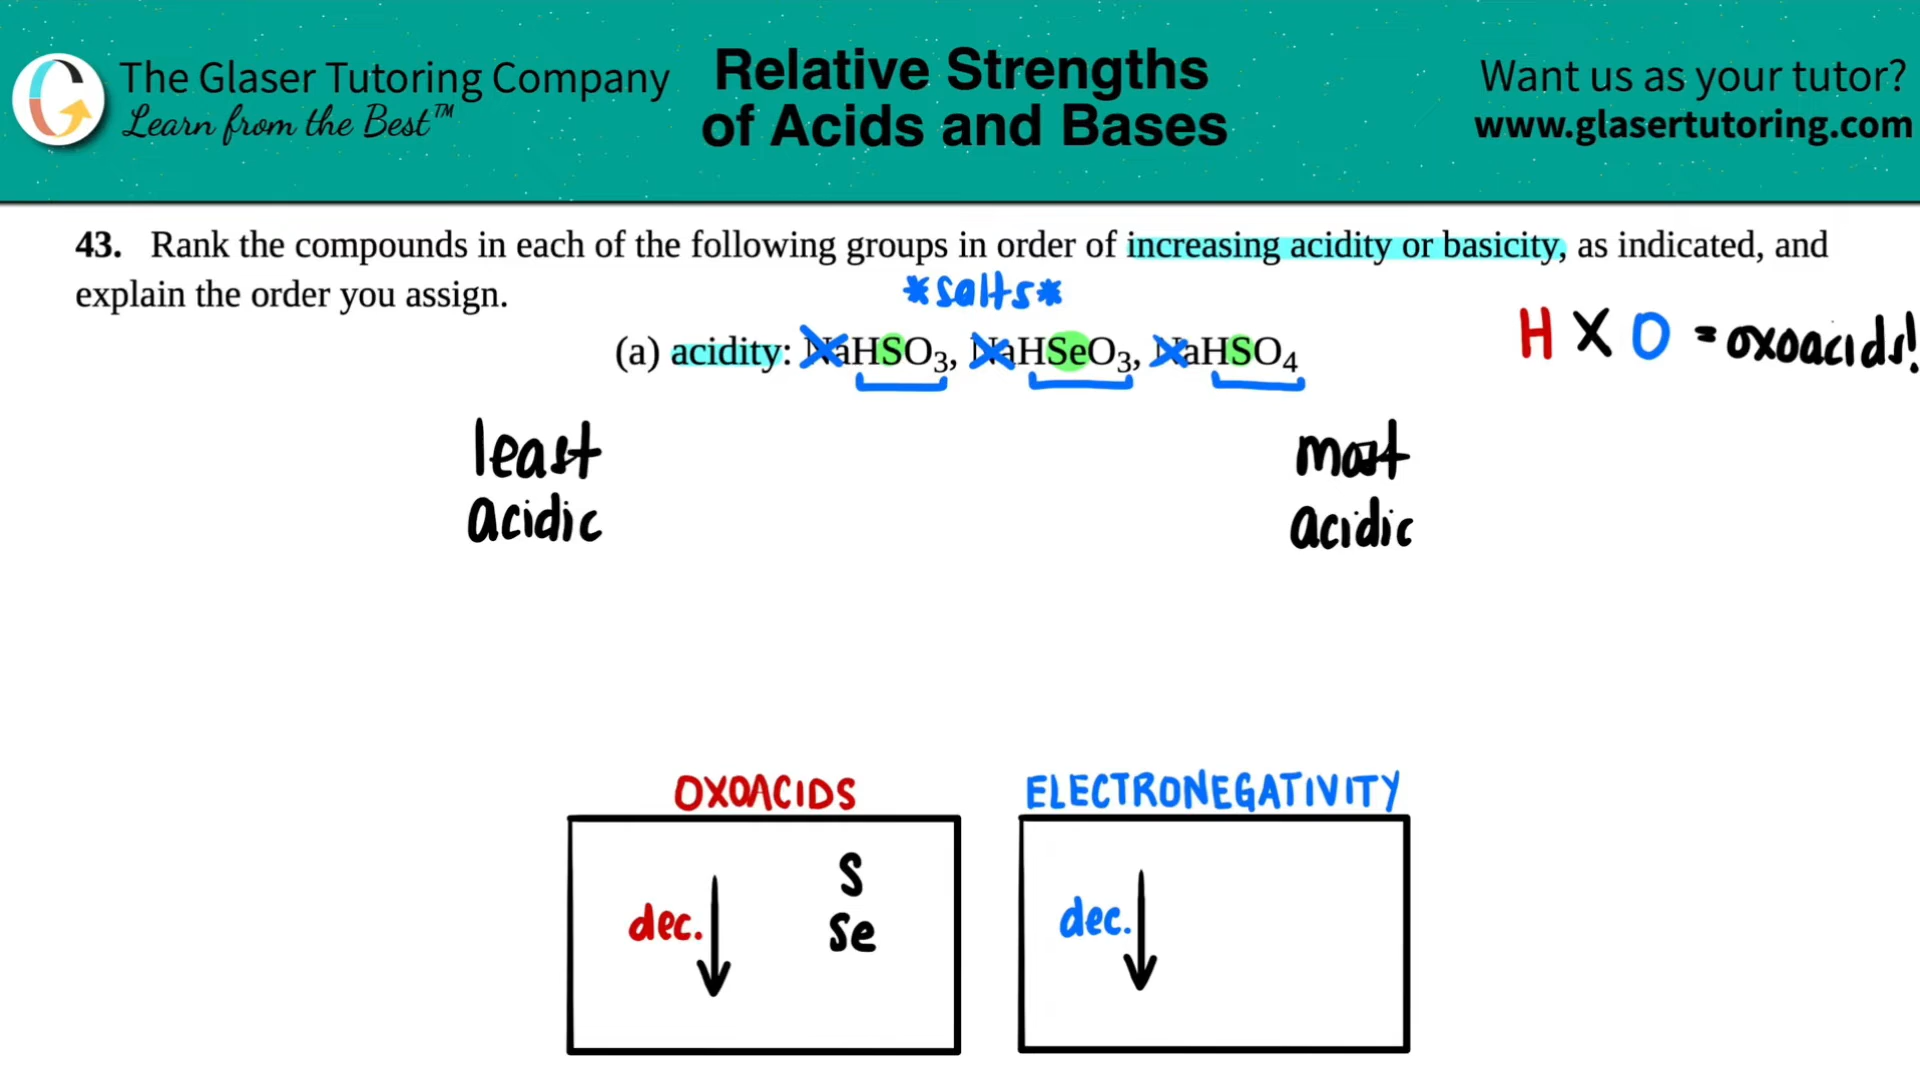 The Glaser Tutoring Company
Learn from the Best™
Relative Strengths
of Acids and Bases
Want us as your tutor?
www.glasertutoring.com
43. Rank the compounds in each of the following groups in order of increasing acidity or basicity, as indicated, and
explain the order you assign.
*salts*
(a) acidity: NaHSO₃, NaHSeO₃, NaHSO₄
H X O = oxoacids!
least
acidic
most
acidic
OXOACIDS
dec.
S
Se
ELECTRONEGATIVITY
dec.